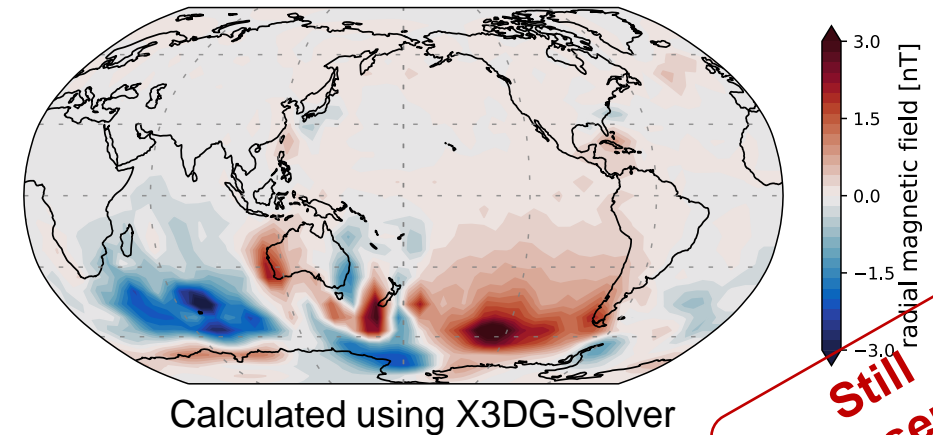 3.0
1.5
0.0
−1.5
−3.0
radial magnetic field [nT]
Calculated using X3DG-Solver
Still